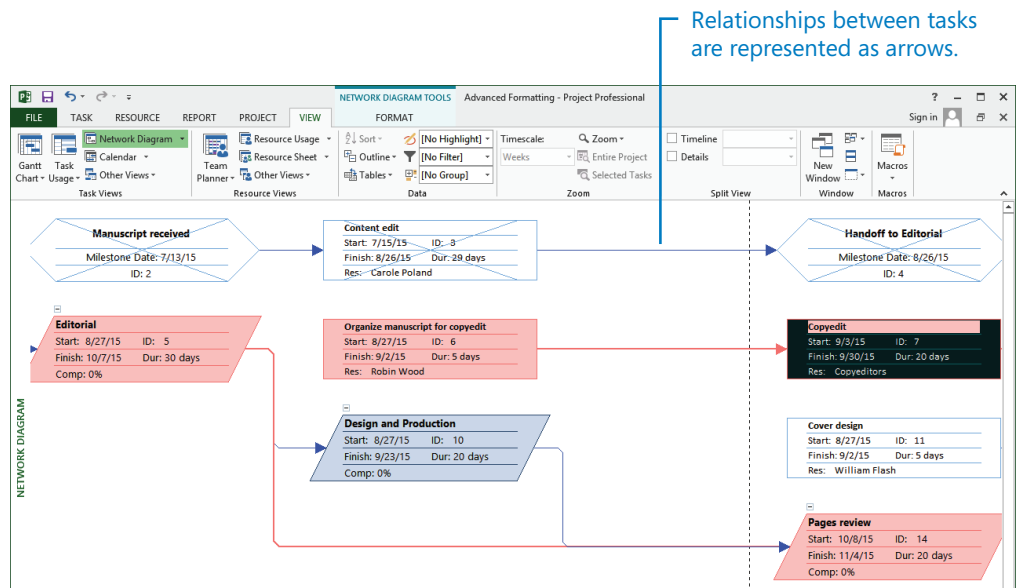 Relationships between tasks
are represented as arrows.
NETWORK DIAGRAM TOOLS Advanced Formatting - Project Professional ?
FILE TASK RESOURCE REPORT PROJECT VIEW FORMAT Sign in
Network Diagram Resource Usage Sort [No Highlight] Timescale: Zoom Timeline
Calendar Resource Sheet Outline [No Filter] Weeks Entire Project Details
Gantt Chart Task Usage Other Views Team Planner Other Views Tables [No Group] Selected Tasks New Window Macros
Task Views Resource Views Data Zoom Split View Window Macros
Manuscript received
Milestone Date: 7/13/15
ID: 2
Content edit
Start: 7/15/15 ID: 3
Finish: 8/26/15 Dur: 29 days
Res: Carole Poland
Handoff to Editorial
Milestone Date: 8/26/15
ID: 4
Editorial
Start: 8/27/15 ID: 5
Finish: 10/7/15 Dur: 30 days
Comp: 0%
Organize manuscript for copyedit
Start: 8/27/15 ID: 6
Finish: 9/2/15 Dur: 5 days
Res: Robin Wood
Copyedit
Start: 9/3/15 ID: 7
Finish: 9/30/15 Dur: 20 days
Res: Copyeditors
NETWORK DIAGRAM
Design and Production
Start: 8/27/15 ID: 10
Finish: 9/23/15 Dur: 20 days
Comp: 0%
Cover design
Start: 8/27/15 ID: 11
Finish: 9/2/15 Dur: 5 days
Res: William Flash
Pages review
Start: 10/8/15 ID: 14
Finish: 11/4/15 Dur: 20 days
Comp: 0%